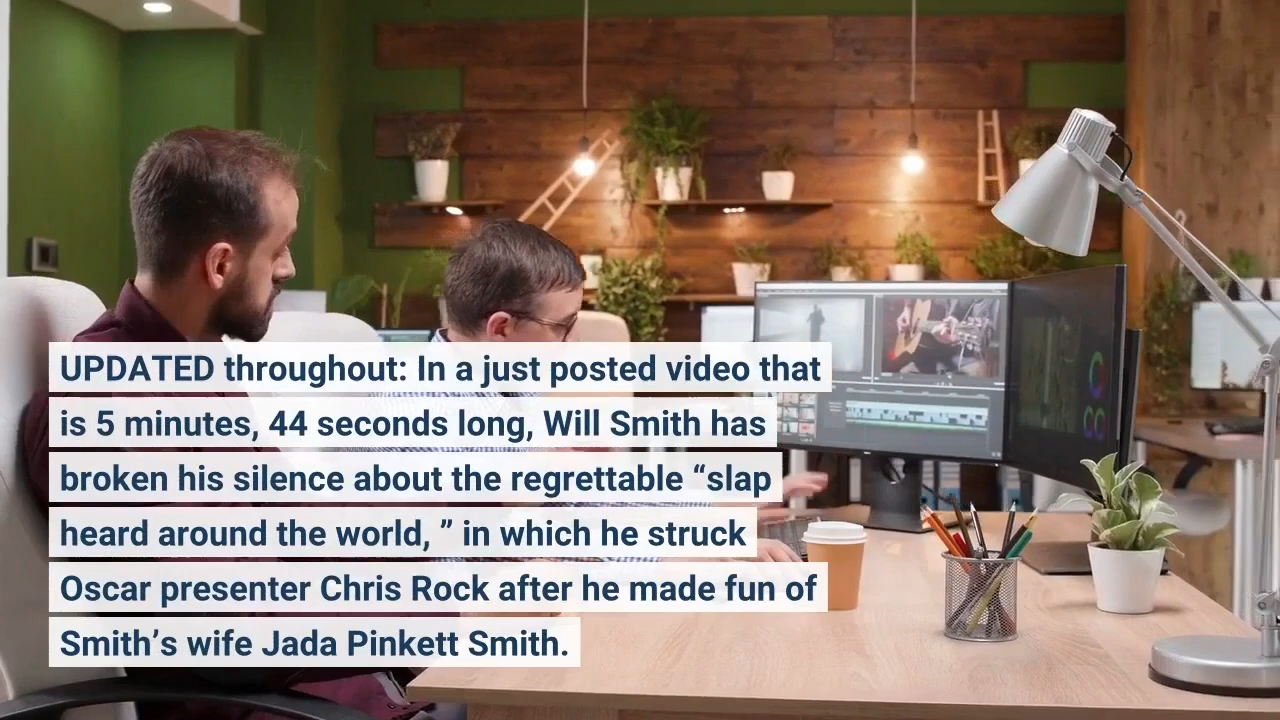 UPDATED throughout: In a just posted video that
is 5 minutes, 44 seconds long, Will Smith has
broken his silence about the regrettable “slap
heard around the world, ” in which he struck
Oscar presenter Chris Rock after he made fun of
Smith’s wife Jada Pinkett Smith.